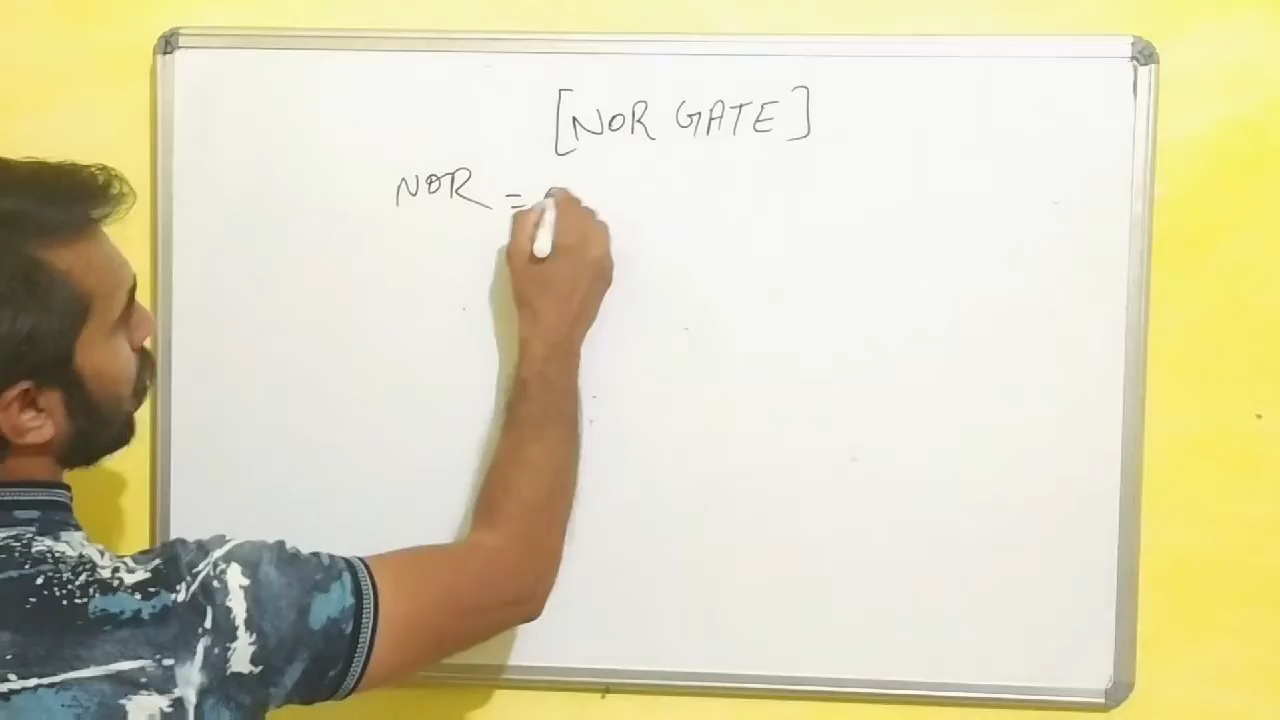 [NOR GATE]
NOR =